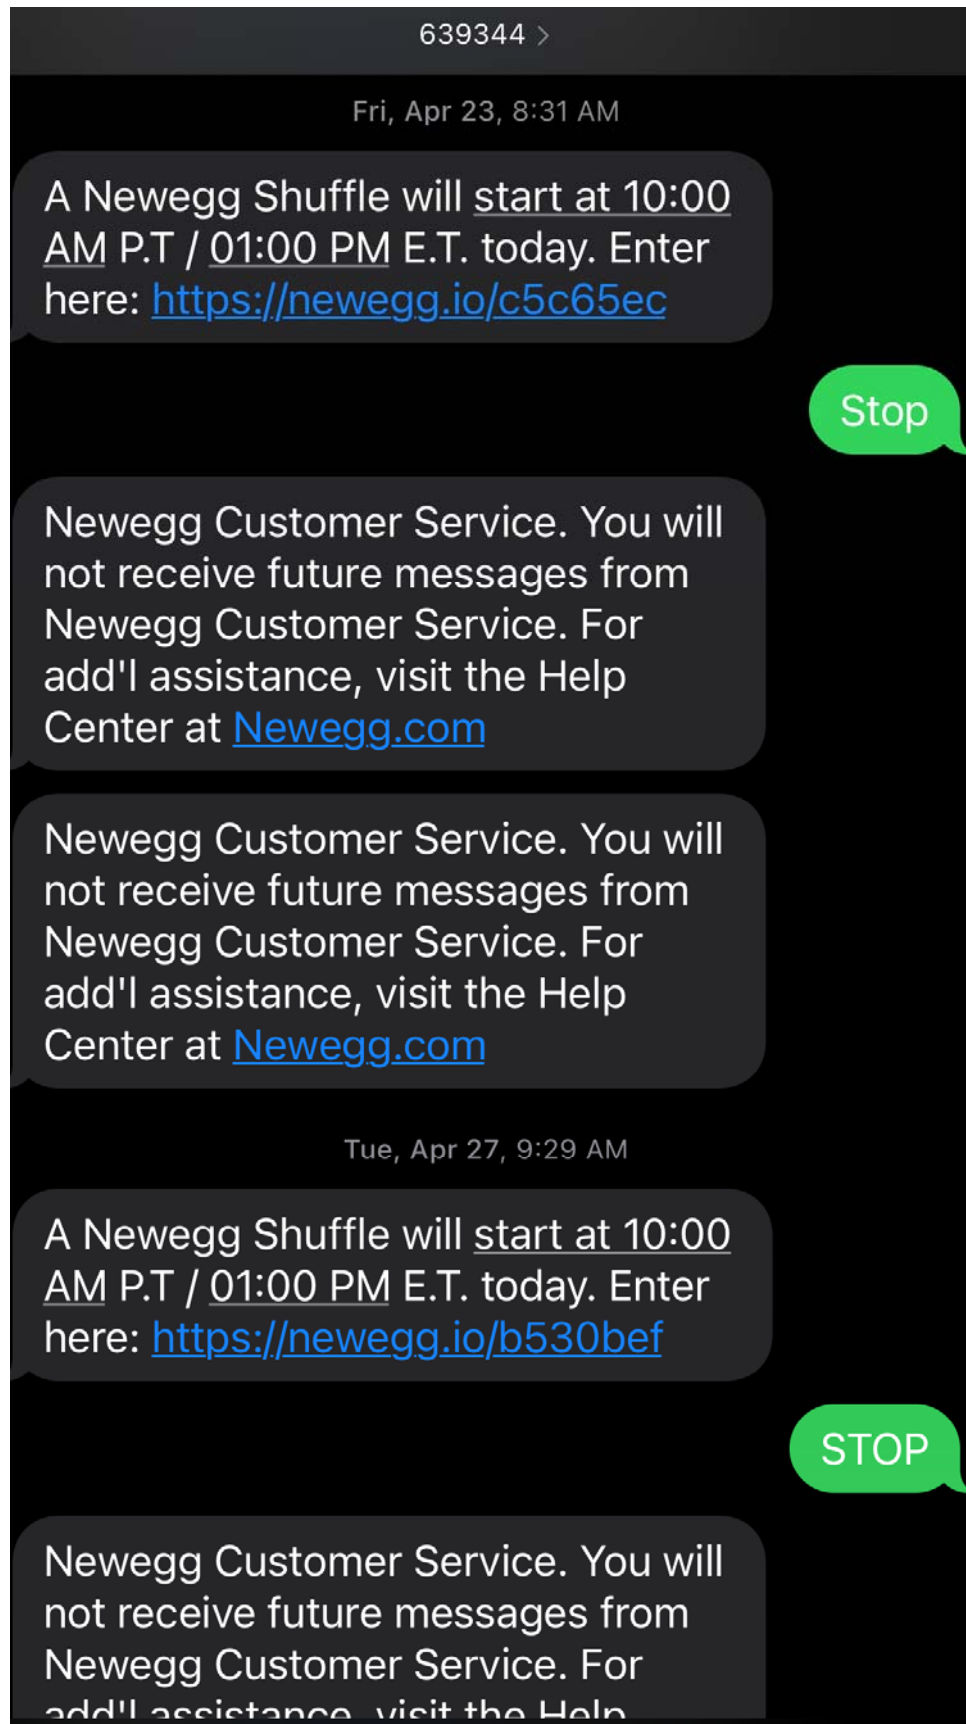 639344 >
Fri, Apr 23, 8:31 AM
A Newegg Shuffle will start at 10:00
AM P.T / 01:00 PM E.T. today. Enter
here: https://newegg.io/c5c65ec
Stop
Newegg Customer Service. You will
not receive future messages from
Newegg Customer Service. For
add'l assistance, visit the Help
Center at Newegg.com
Newegg Customer Service. You will
not receive future messages from
Newegg Customer Service. For
add'l assistance, visit the Help
Center at Newegg.com
Tue, Apr 27, 9:29 AM
A Newegg Shuffle will start at 10:00
AM P.T / 01:00 PM E.T. today. Enter
here: https://newegg.io/b530bef
STOP
Newegg Customer Service. You will
not receive future messages from
Newegg Customer Service. For
add'l assistance, visit the Help